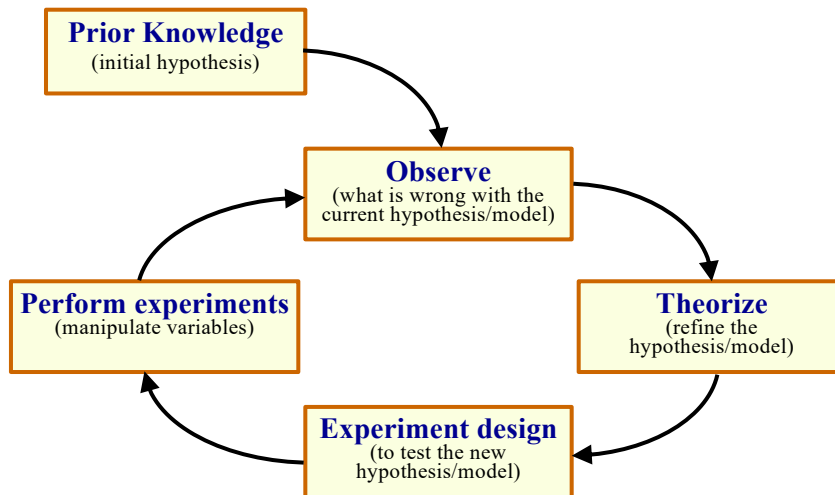 Prior Knowledge
(initial hypothesis)
Observe
(what is wrong with the
current hypothesis/model)
Theorize
(refine the
hypothesis/model)
Experiment design
(to test the new
hypothesis/model)
Perform experiments
(manipulate variables)